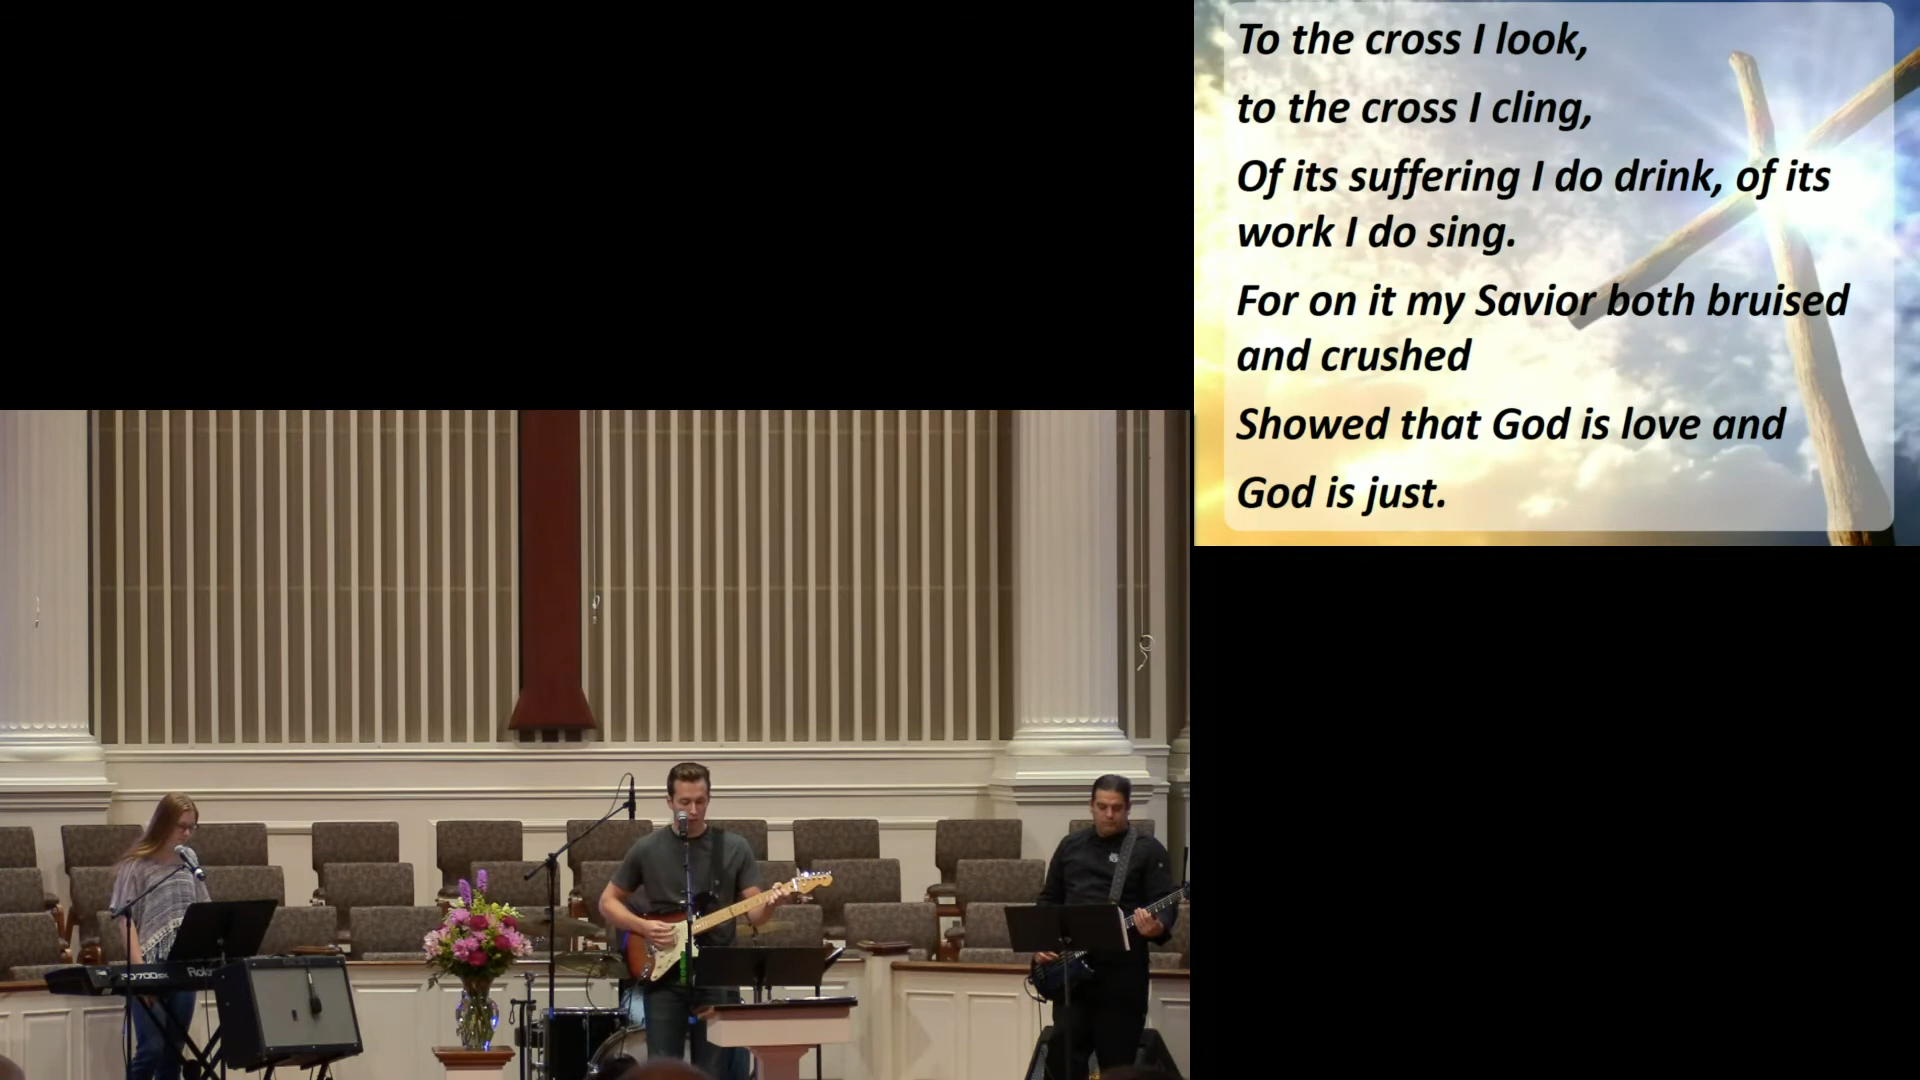 To the cross I look,
to the cross I cling,
Of its suffering I do drink, of its
work I do sing.
For on it my Savior both bruised
and crushed
Showed that God is love and
God is just.